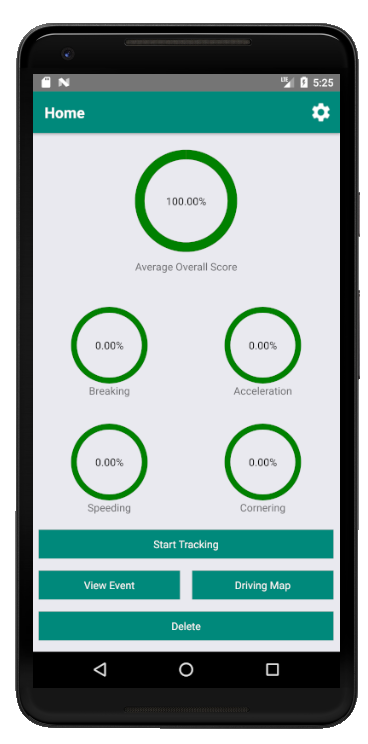 LTE 5:25
Home
100.00%
Average Overall Score
0.00% 0.00%
Breaking Acceleration
0.00% 0.00%
Speeding Cornering
Start Tracking
View Event Driving Map
Delete